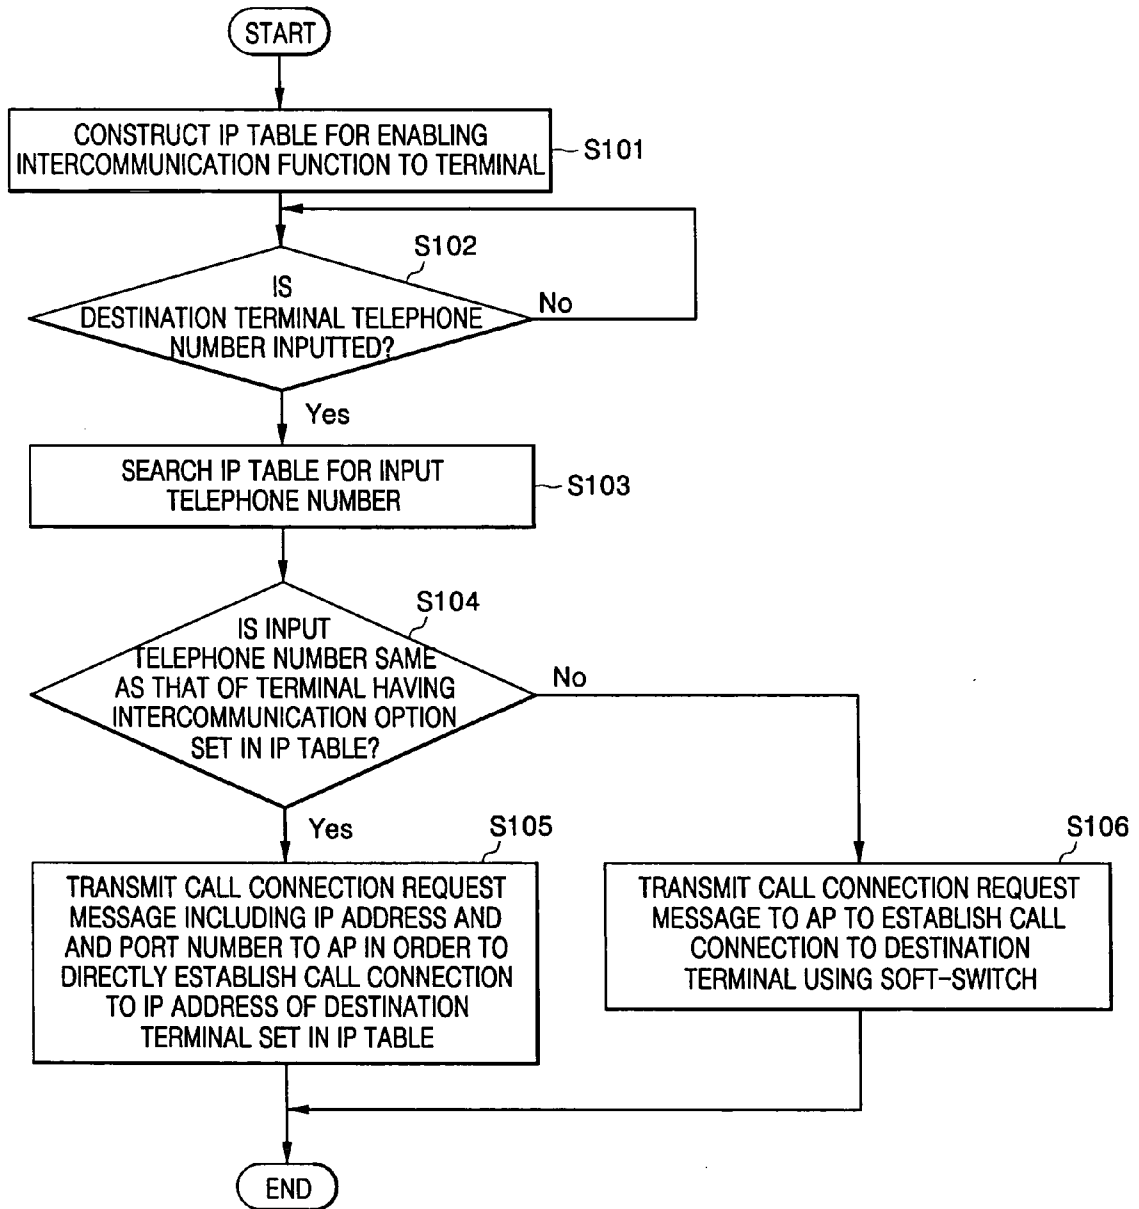 START
CONSTRUCT IP TABLE FOR ENABLING
INTERCOMMUNICATION FUNCTION TO TERMINAL
S101
S102
IS
DESTINATION TERMINAL TELEPHONE
NUMBER INPUTTED?
No
Yes
SEARCH IP TABLE FOR INPUT
TELEPHONE NUMBER
S103
S104
IS INPUT
TELEPHONE NUMBER SAME
AS THAT OF TERMINAL HAVING
INTERCOMMUNICATION OPTION
SET IN IP TABLE?
No
Yes
S105
TRANSMIT CALL CONNECTION REQUEST
MESSAGE INCLUDING IP ADDRESS AND
AND PORT NUMBER TO AP IN ORDER TO
DIRECTLY ESTABLISH CALL CONNECTION
TO IP ADDRESS OF DESTINATION
TERMINAL SET IN IP TABLE
S106
TRANSMIT CALL CONNECTION REQUEST
MESSAGE TO AP TO ESTABLISH CALL
CONNECTION TO DESTINATION
TERMINAL USING SOFT-SWITCH
END